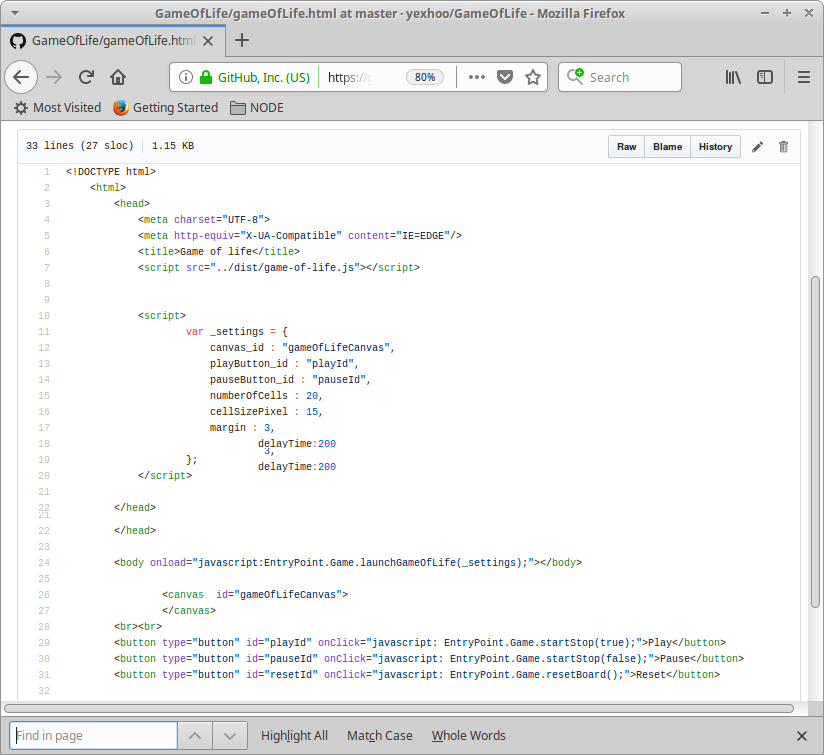 GameOfLife/gameOfLife.html at master · yexhoo/GameOfLife - Mozilla Firefox
GameOfLife/gameOfLife.html
GitHub, Inc. (US) https:// 80% Search
Most Visited Getting Started NODE
33 lines (27 sloc) 1.15 KB Raw Blame History
1 <!DOCTYPE html>
2 <html>
3 <head>
4 <meta charset="UTF-8">
5 <meta http-equiv="X-UA-Compatible" content="IE=EDGE"/>
6 <title>Game of life</title>
7 <script src="../dist/game-of-life.js"></script>
8
9
10 <script>
11 var _settings = {
12 canvas_id : "gameOfLifeCanvas",
13 playButton_id : "playId",
14 pauseButton_id : "pauseId",
15 numberOfCells : 20,
16 cellSizePixel : 15,
17 margin : 3,
18 delayTime:200
3,
19 };
delayTime:200
20 </script>
21
22 </head>
21
22 </head>
23
24 <body onload="javascript:EntryPoint.Game.launchGameOfLife(_settings);"></body>
25
26 <canvas  id="gameOfLifeCanvas">
27 </canvas>
28 <br><br>
29 <button type="button" id="playId" onClick="javascript: EntryPoint.Game.startStop(true);">Play</button>
30 <button type="button" id="pauseId" onClick="javascript: EntryPoint.Game.startStop(false);">Pause</button>
31 <button type="button" id="resetId" onClick="javascript: EntryPoint.Game.resetBoard();">Reset</button>
32
Find in page Highlight All Match Case Whole Words